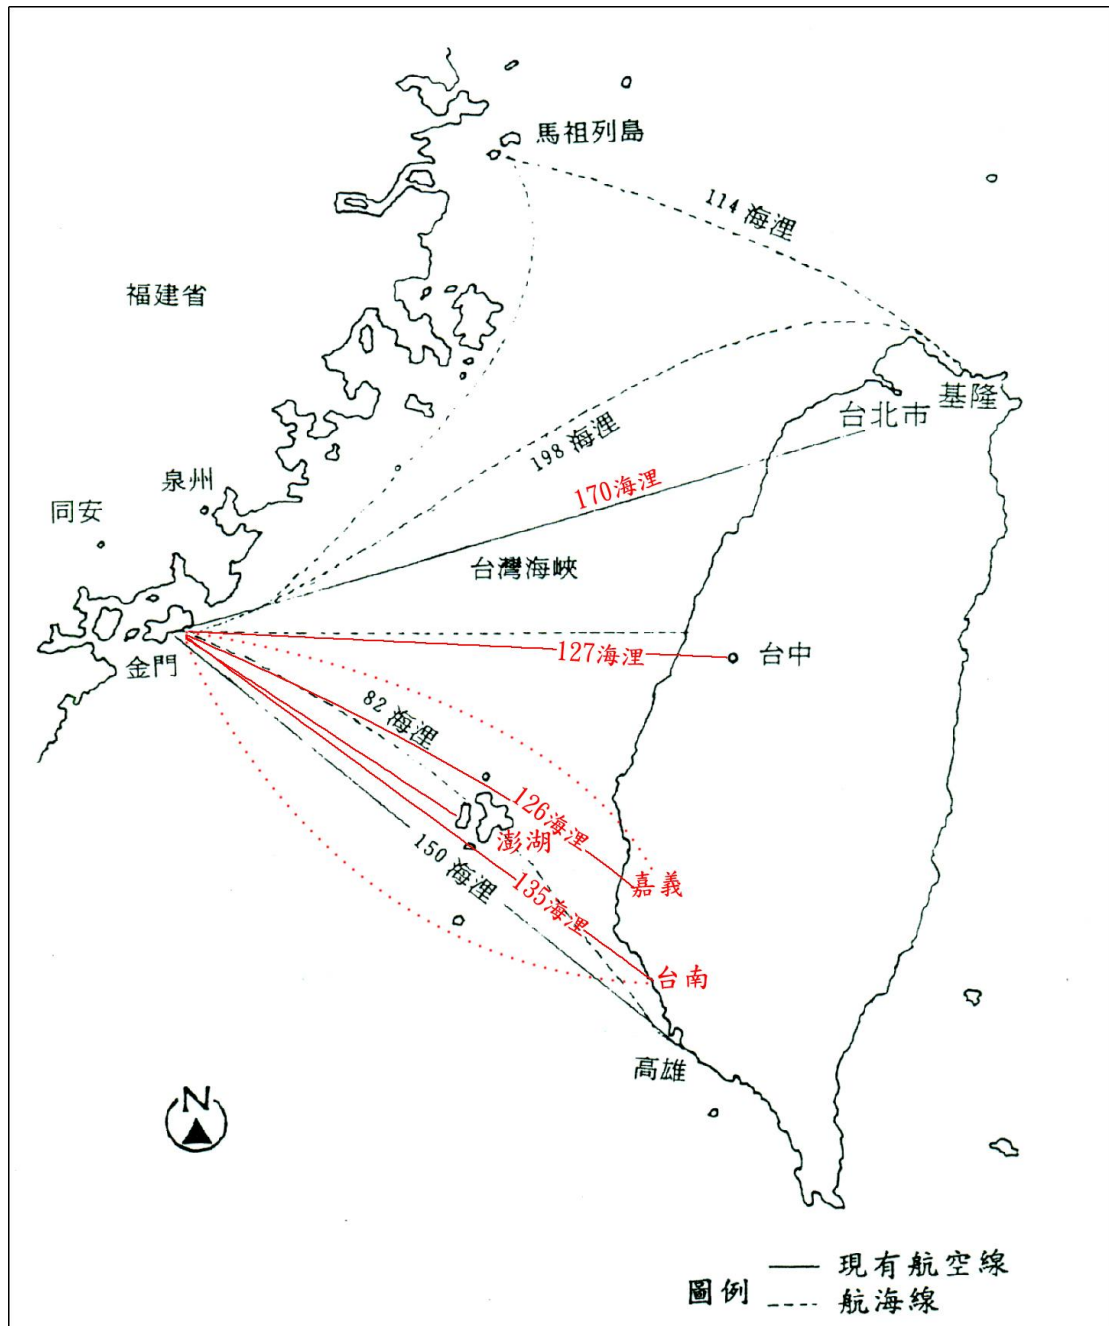 馬祖列島
114 海浬
福建省
基隆
台北市
198 海浬
170海浬
泉州
同安
台灣海峽
金門
127海浬
台中
82 海浬
126海浬
澎湖
150 海浬
135海浬
嘉義
台南
高雄
N
圖例
現有航空線
航海線